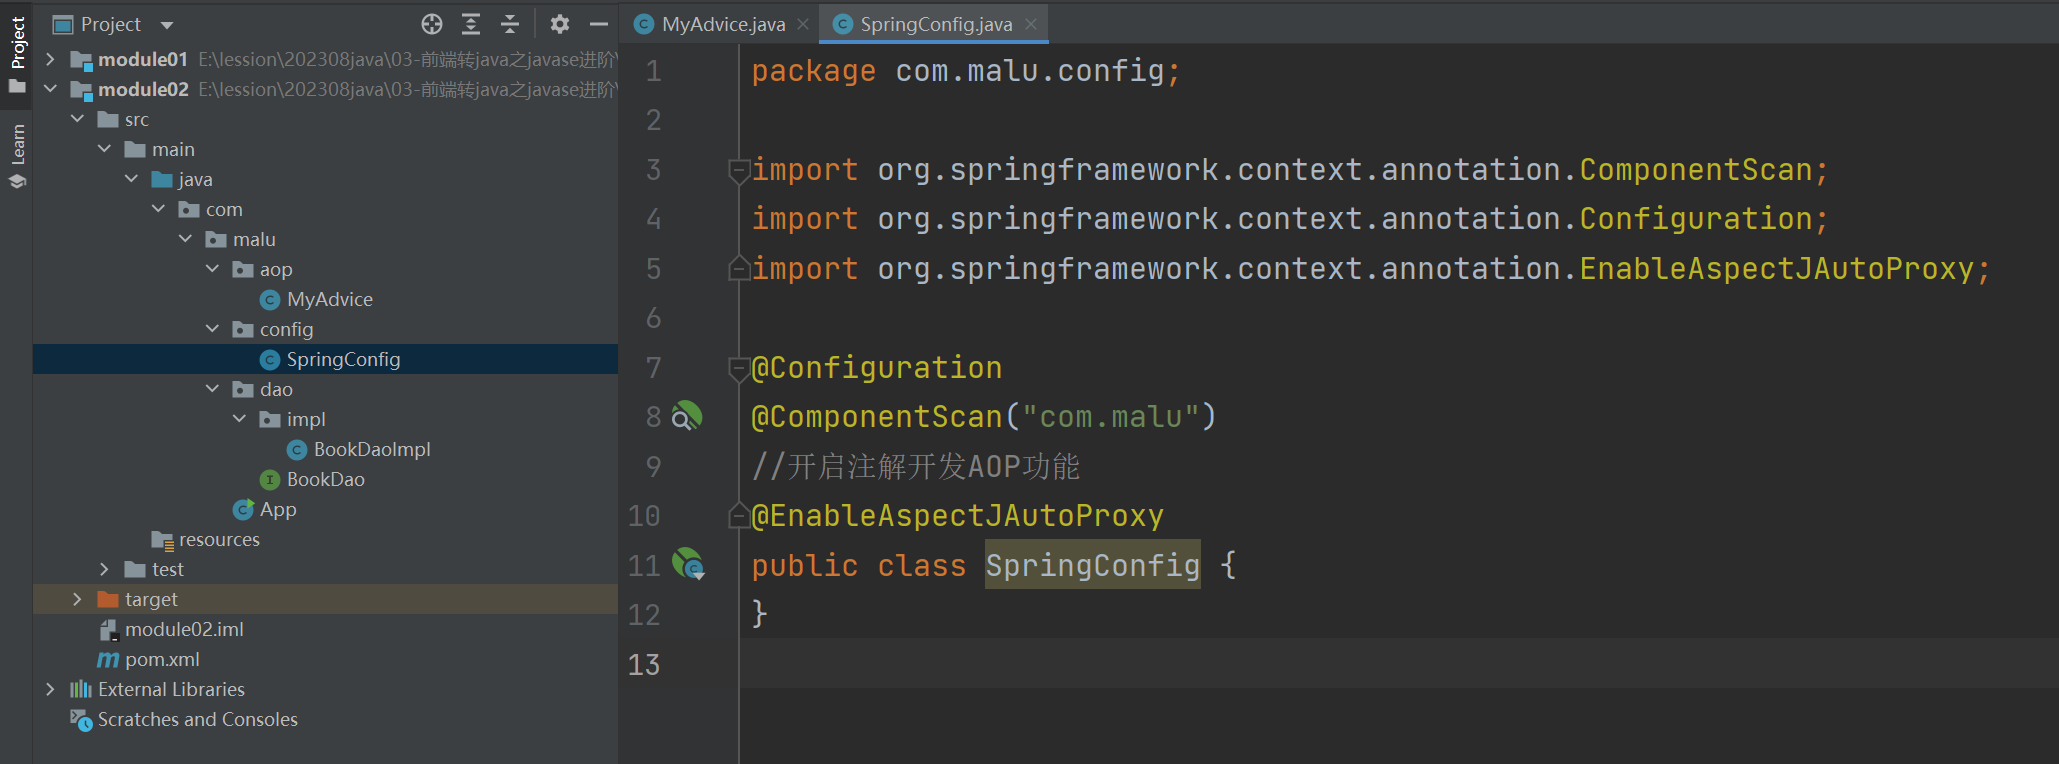 Project
Learn
Project
module01 E:\lession\202308java\03-前端转java之javase进阶\
module02 E:\lession\202308java\03-前端转java之javase进阶\
src
main
java
com
malu
aop
MyAdvice
config
SpringConfig
dao
impl
BookDaoImpl
BookDao
App
resources
test
target
module02.iml
pom.xml
External Libraries
Scratches and Consoles
MyAdvice.java
SpringConfig.java
1 package com.malu.config;
2
3 import org.springframework.context.annotation.ComponentScan;
4 import org.springframework.context.annotation.Configuration;
5 import org.springframework.context.annotation.EnableAspectJAutoProxy;
6
7 @Configuration
8 @ComponentScan("com.malu")
9 //开启注解开发AOP功能
10 @EnableAspectJAutoProxy
11 public class SpringConfig {
12 }
13